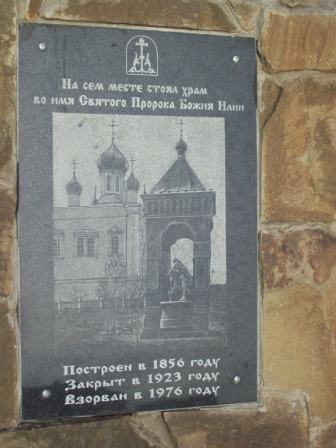 На сем месте стоял храм
во имя Святого Пророка Божия Илии
Построен в 1856 году
Закрыт в 1923 году
Взорван в 1976 году